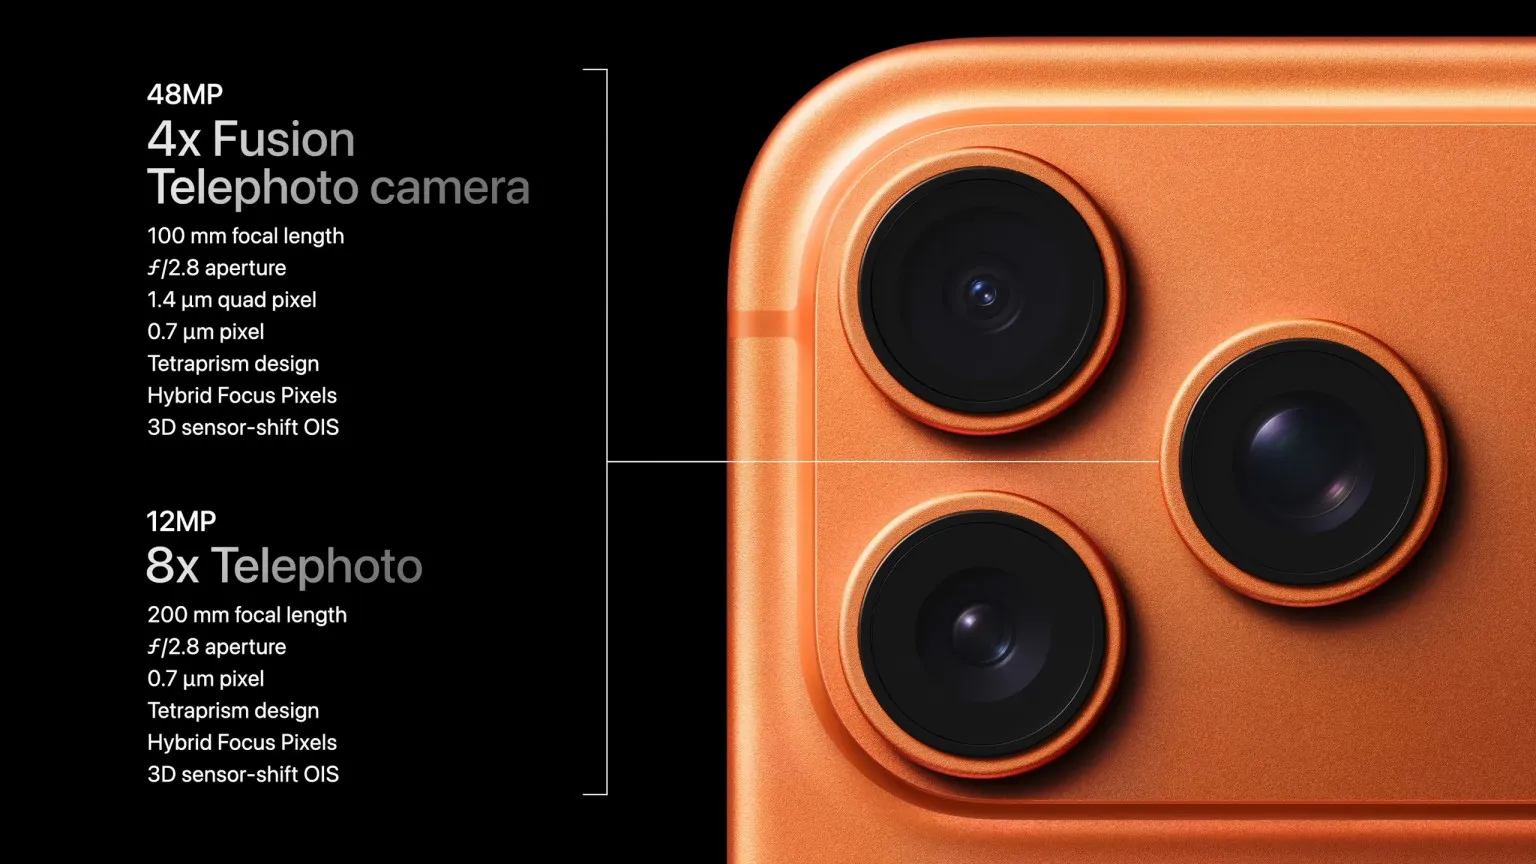 48MP
4x Fusion
Telephoto camera
100 mm focal length
ƒ/2.8 aperture
1.4 µm quad pixel
0.7 µm pixel
Tetraprism design
Hybrid Focus Pixels
3D sensor-shift OIS
12MP
8x Telephoto
200 mm focal length
ƒ/2.8 aperture
0.7 µm pixel
Tetraprism design
Hybrid Focus Pixels
3D sensor-shift OIS